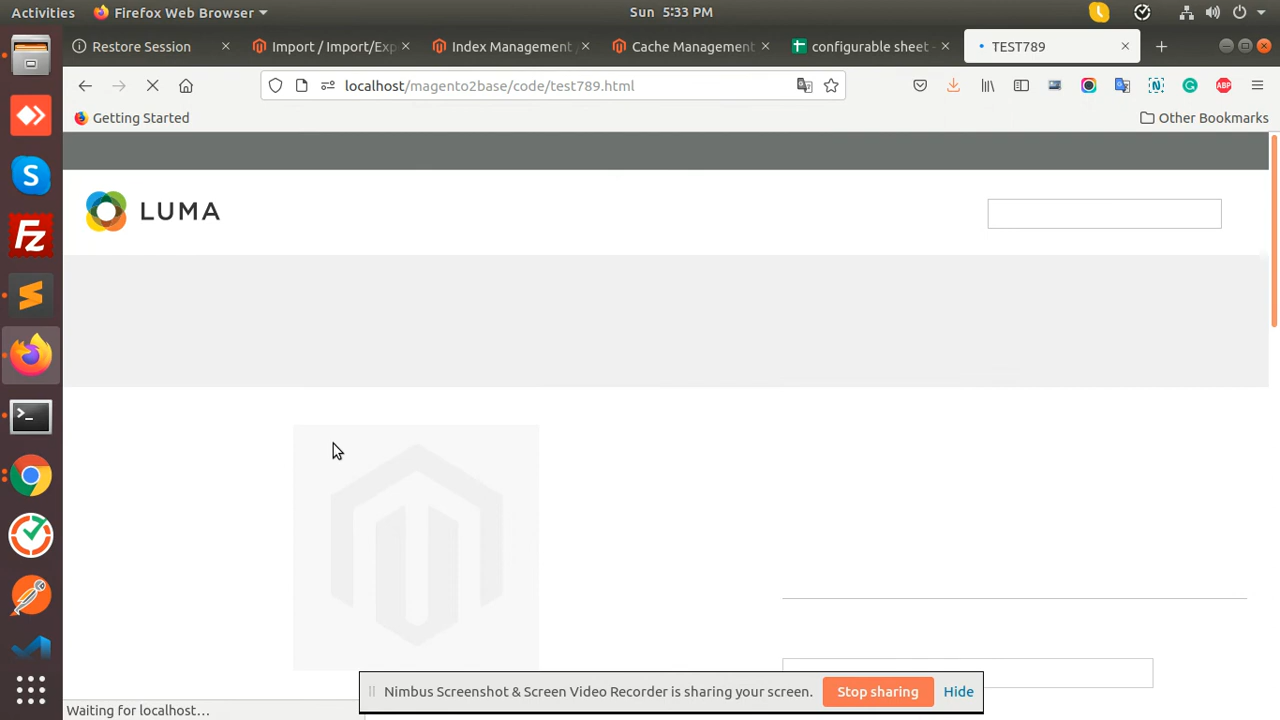 Activities
Firefox Web Browser
Sun 5:33 PM
Restore Session
Import / Import/Exp
Index Management /
Cache Management
configurable sheet -
TEST789
localhost/magento2base/code/test789.html
Getting Started
Other Bookmarks
LUMA
Nimbus Screenshot & Screen Video Recorder is sharing your screen.
Stop sharing
Hide
Waiting for localhost…